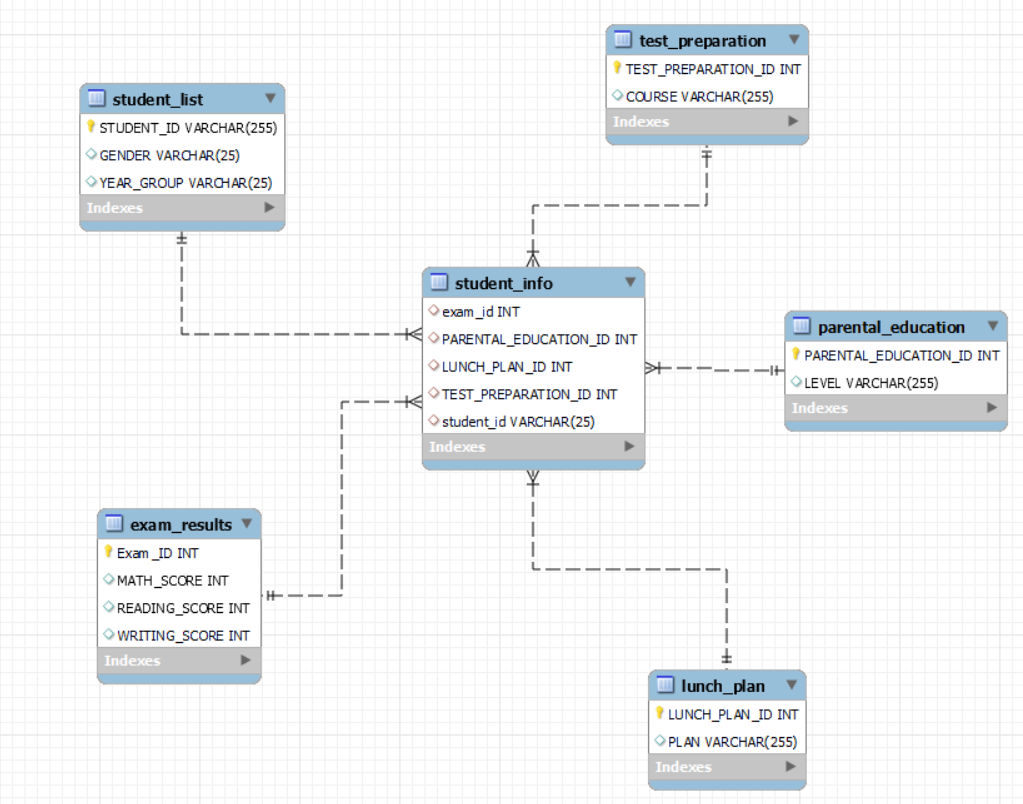 test_preparation
TEST_PREPARATION_ID INT
COURSE VARCHAR(255)
Indexes
student_list
STUDENT_ID VARCHAR(255)
GENDER VARCHAR(25)
YEAR_GROUP VARCHAR(25)
Indexes
student_info
exam_id INT
PARENTAL_EDUCATION_ID INT
LUNCH_PLAN_ID INT
TEST_PREPARATION_ID INT
student_id VARCHAR(25)
Indexes
parental_education
PARENTAL_EDUCATION_ID INT
LEVEL VARCHAR(255)
Indexes
exam_results
Exam_ID INT
MATH_SCORE INT
READING_SCORE INT
WRITING_SCORE INT
Indexes
lunch_plan
LUNCH_PLAN_ID INT
PLAN VARCHAR(255)
Indexes